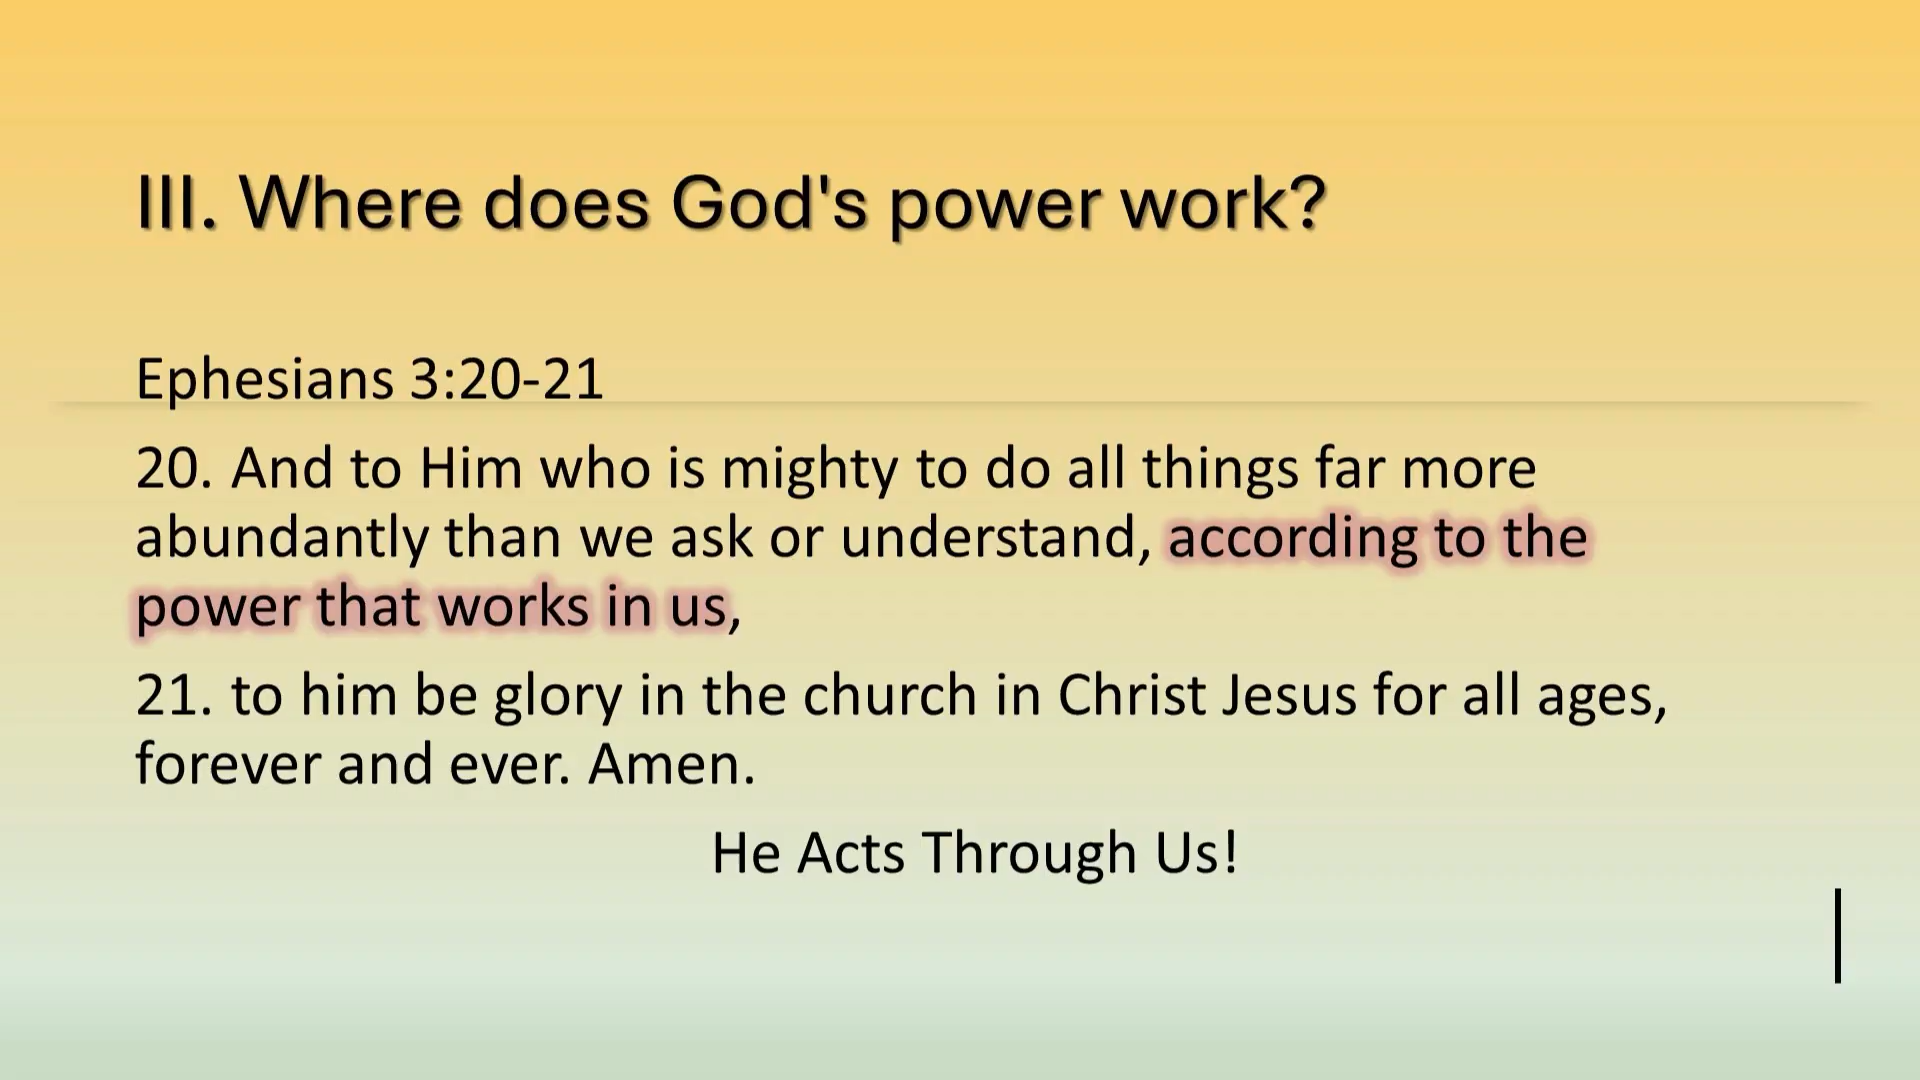 III. Where does God's power work?
Ephesians 3:20-21
20. And to Him who is mighty to do all things far more
abundantly than we ask or understand, according to the
power that works in us,
21. to him be glory in the church in Christ Jesus for all ages,
forever and ever. Amen.
He Acts Through Us!